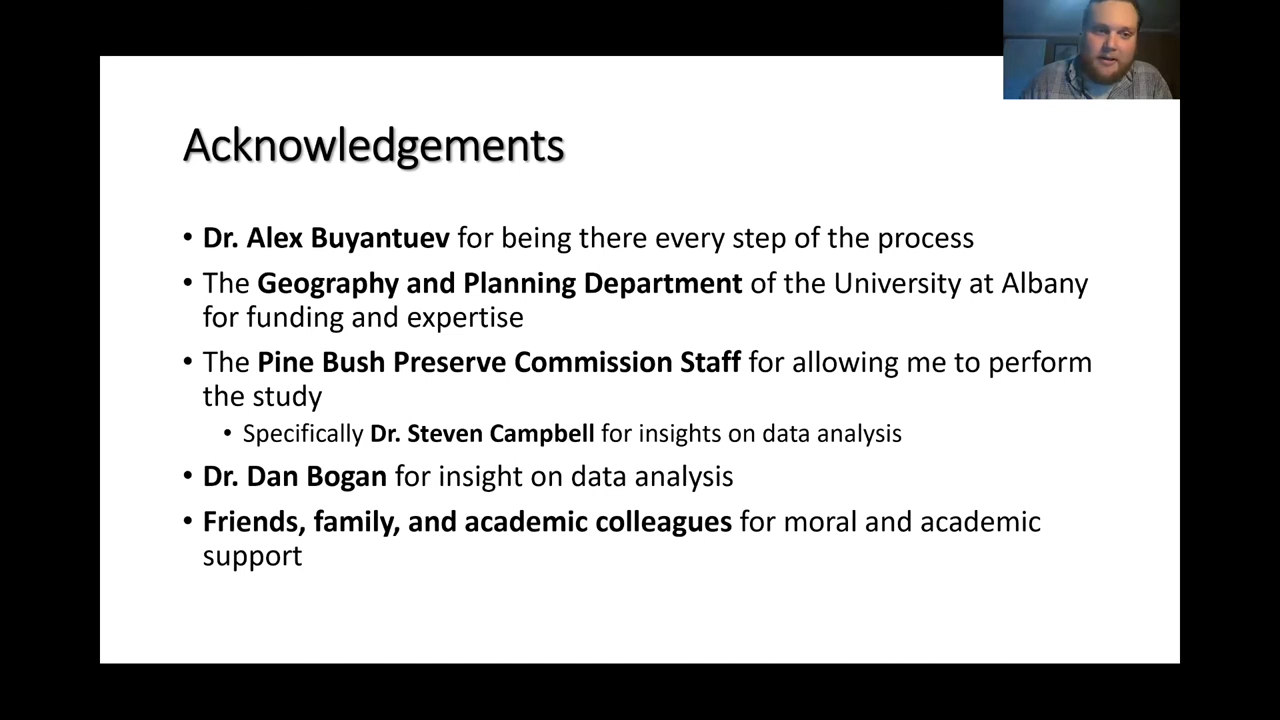 Acknowledgements
• Dr. Alex Buyantuev for being there every step of the process
• The Geography and Planning Department of the University at Albany
for funding and expertise
• The Pine Bush Preserve Commission Staff for allowing me to perform
the study
• Specifically Dr. Steven Campbell for insights on data analysis
• Dr. Dan Bogan for insight on data analysis
• Friends, family, and academic colleagues for moral and academic
support